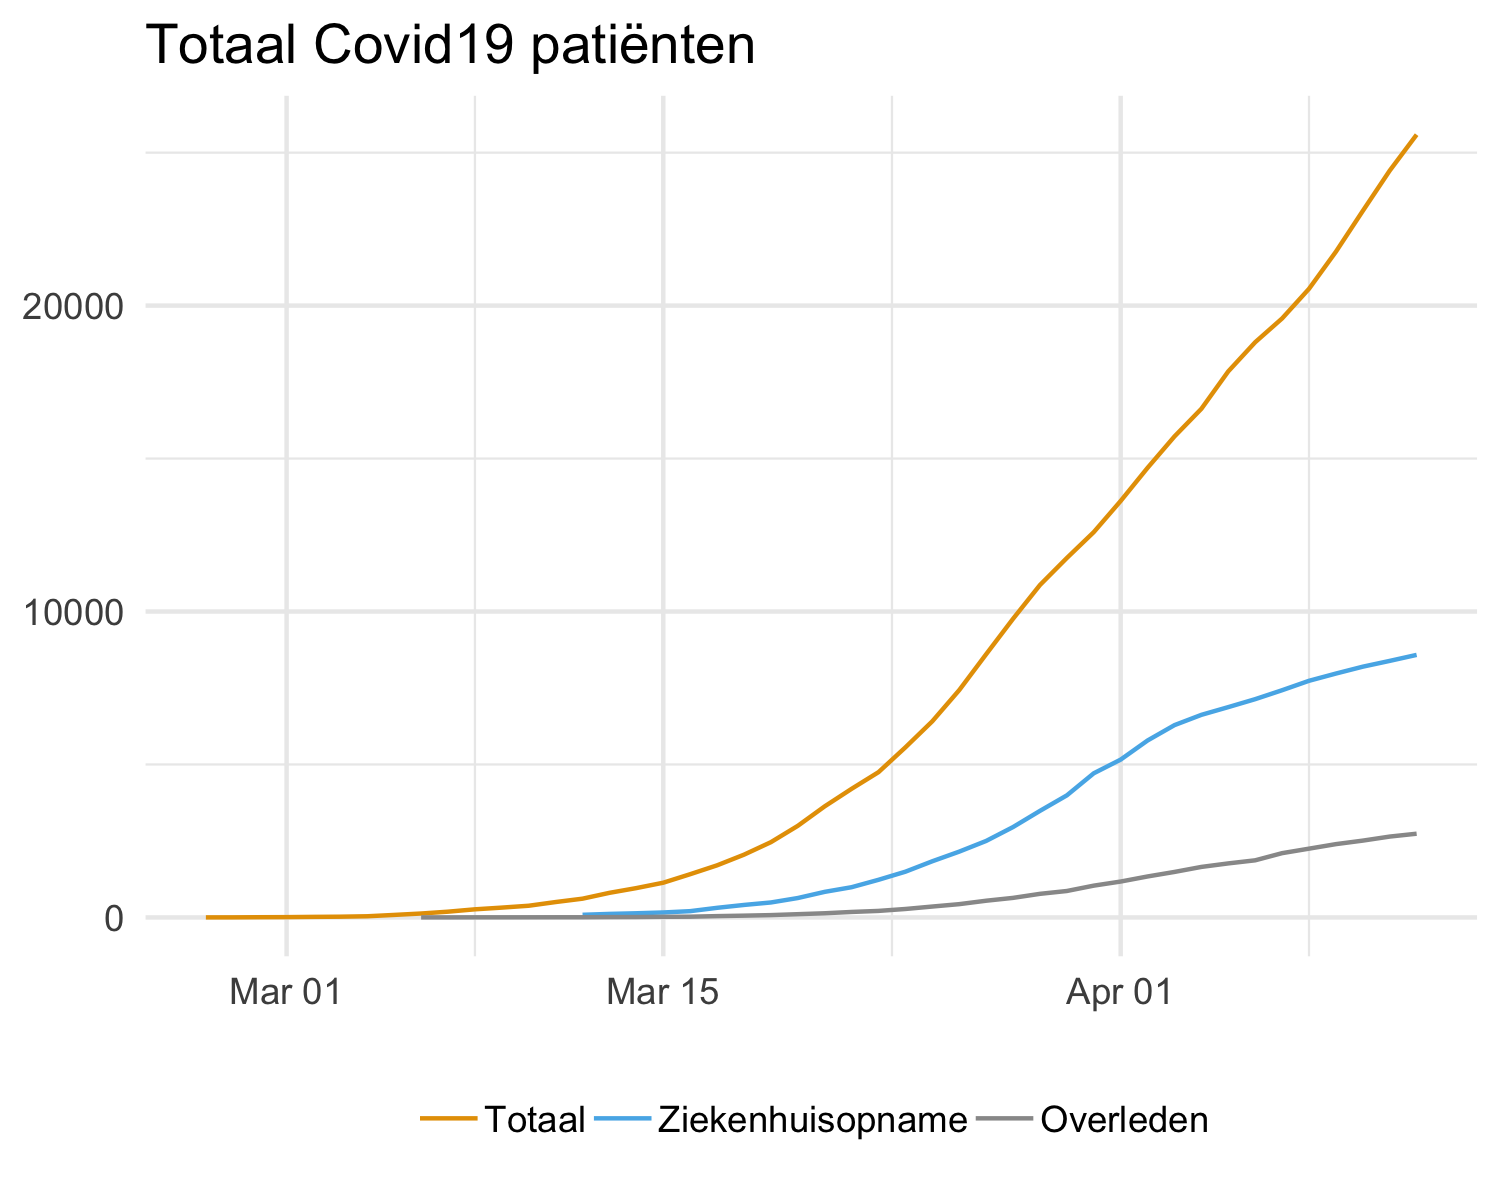 Totaal Covid19 patiënten
20000
10000
0
Mar 01 Mar 15 Apr 01
Totaal Ziekenhuisopname Overleden